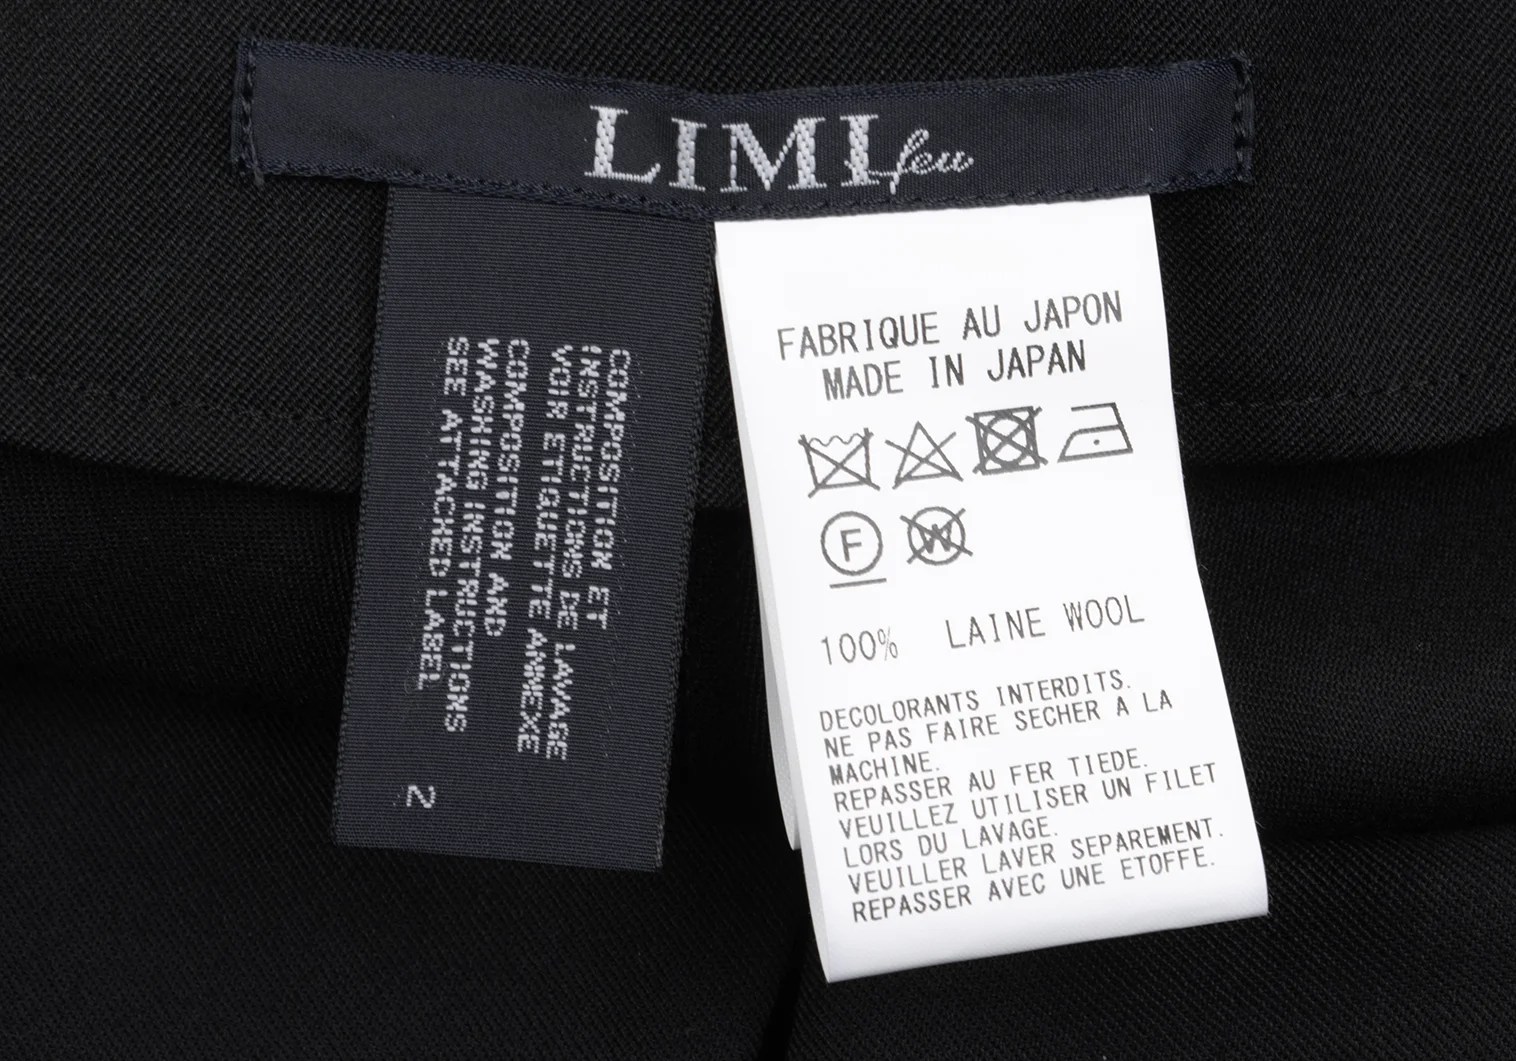 LIMI feu
COMPOSITION ET
INSTRUCTIONS DE LAVAGE
VOIR ETIQUETTE ANNEXE
COMPOSITION AND
WASHING INSTRUCTIONS
SEE ATTACHED LABEL
2
FABRIQUE AU JAPON
MADE IN JAPAN
F W
100% LAINE WOOL
DECOLORANTS INTERDITS.
NE PAS FAIRE SECHER A LA
MACHINE.
REPASSER AU FER TIEDE.
VEUILLEZ UTILISER UN FILET
LORS DU LAVAGE.
VEUILLER LAVER SEPAREMENT.
REPASSER AVEC UNE ETOFFE.